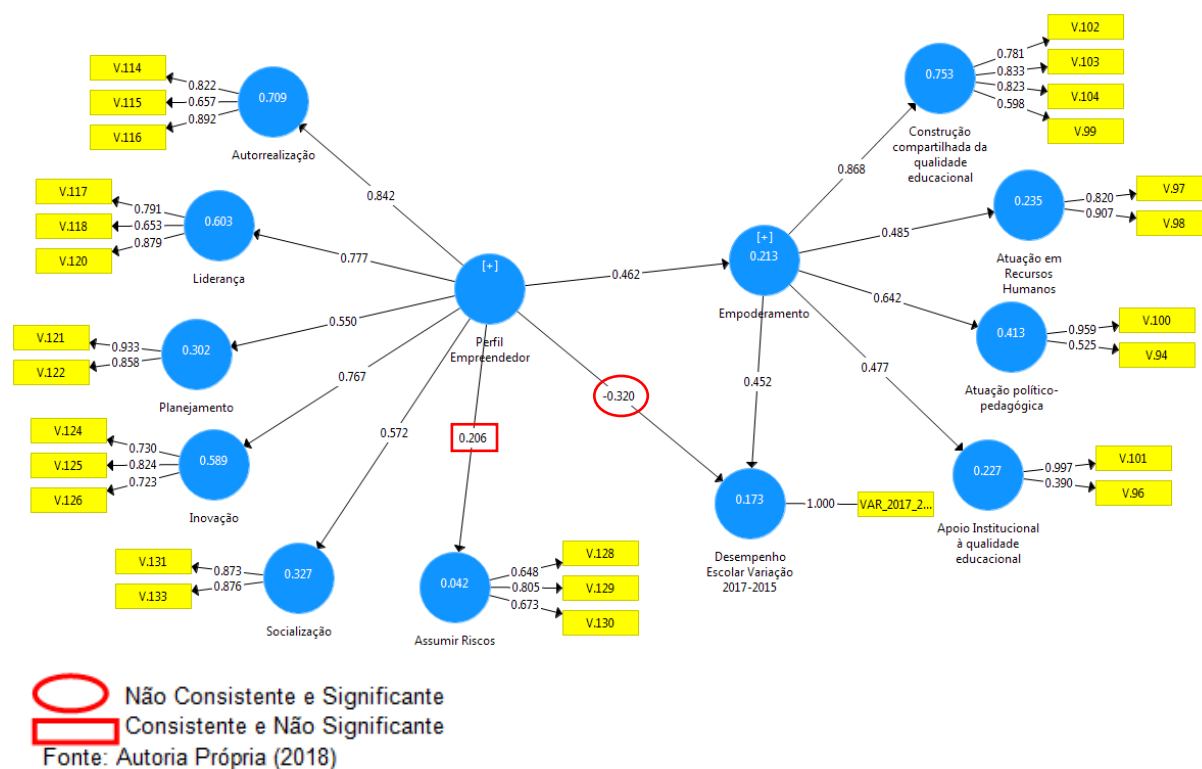 V.114
V.115
V.116
0.822
0.657
0.892
0.709
Autorrealização
V.117
V.118
V.120
0.791
0.653
0.879
0.603
Liderança
V.121
V.122
0.933
0.858
0.302
Planejamento
V.124
V.125
V.126
0.730
0.824
0.723
0.589
Inovação
V.131
V.133
0.873
0.876
0.327
Socialização
0.842
0.777
0.550
0.767
0.572
0.206
-0.320
0.462
[+]
Perfil
Empreendedor
0.042
Assumir Riscos
0.648
0.805
0.673
V.128
V.129
V.130
[+]
0.213
Empoderamento
0.868
0.485
0.642
0.477
0.452
0.173
1.000
VAR_2017_2...
Desempenho
Escolar Variação
2017-2015
0.753
Construção
compartilhada da
qualidade
educacional
0.781
0.833
0.823
0.598
V.102
V.103
V.104
V.99
0.235
Atuação em
Recursos
Humanos
0.820
0.907
V.97
V.98
0.413
Atuação político-
pedagógica
0.959
0.525
V.100
V.94
0.227
Apoio Institucional
à qualidade
educacional
0.997
0.390
V.101
V.96
Não Consistente e Significante
Consistente e Não Significante
Fonte: Autoria Própria (2018)